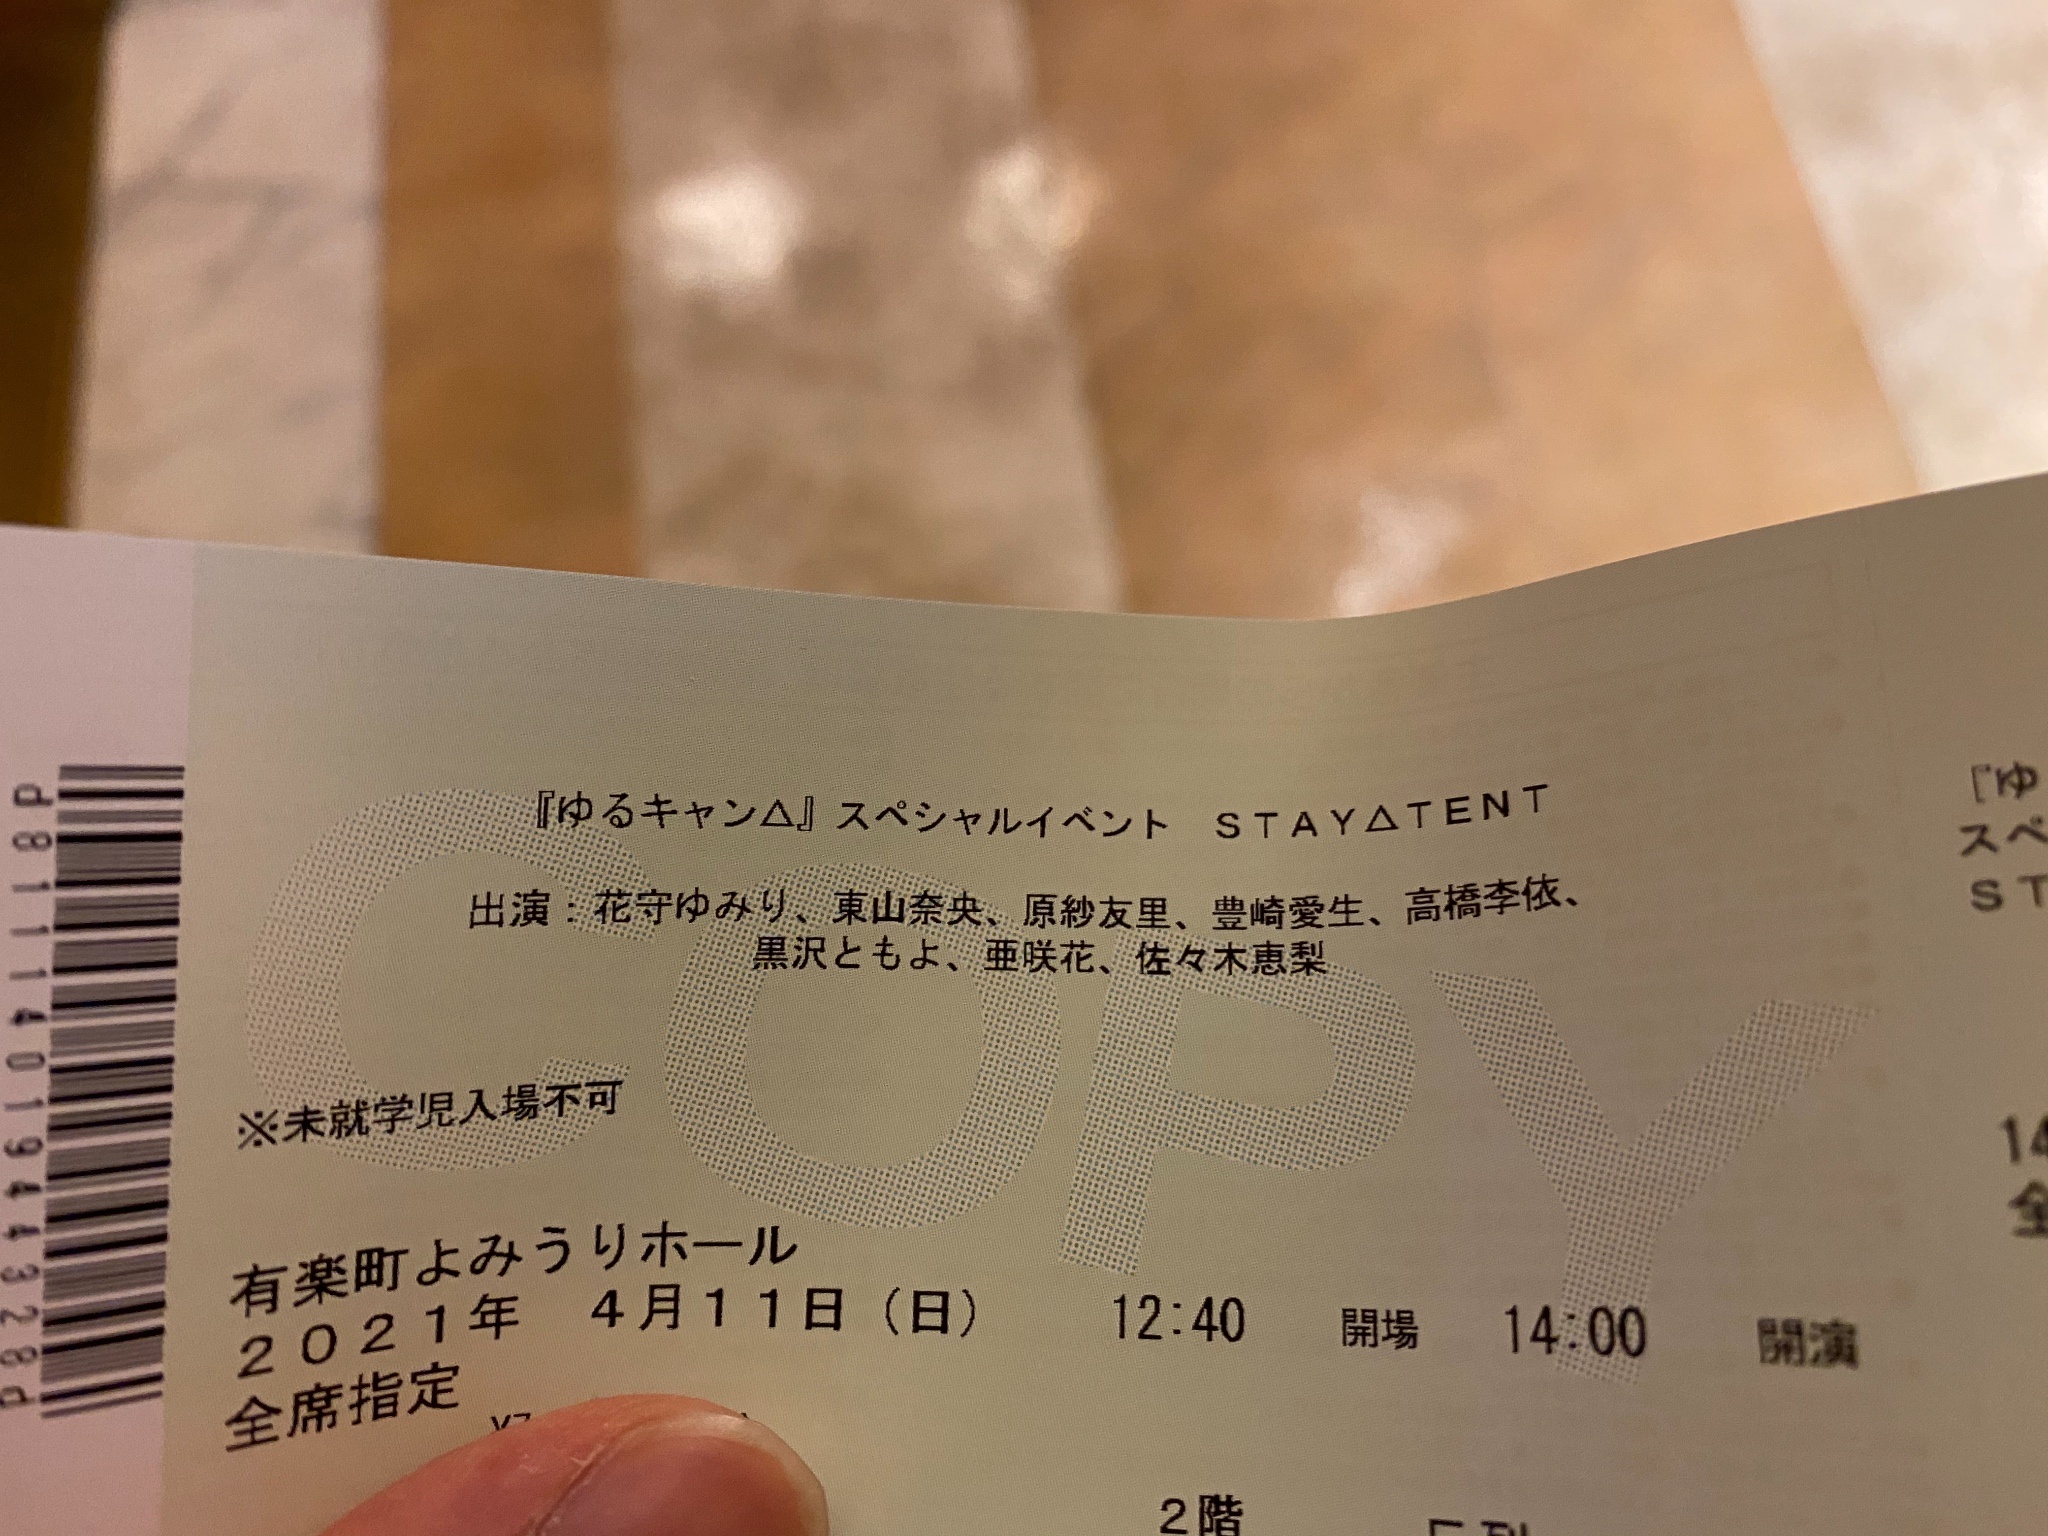 『ゆるキャン△』スペシャルイベント　ＳＴＡＹ△ＴＥＮＴ
出演：花守ゆみり、東山奈央、原紗友里、豊崎愛生、高橋李依、
黒沢ともよ、亜咲花、佐々木恵梨
※未就学児入場不可
有楽町よみうりホール
２０２１年　４月１１日（日）　12:40　開場　14:00　開演
全席指定
２階
COPY
d8111401944328d
『ゆ
スペ
ＳＴ
14
全